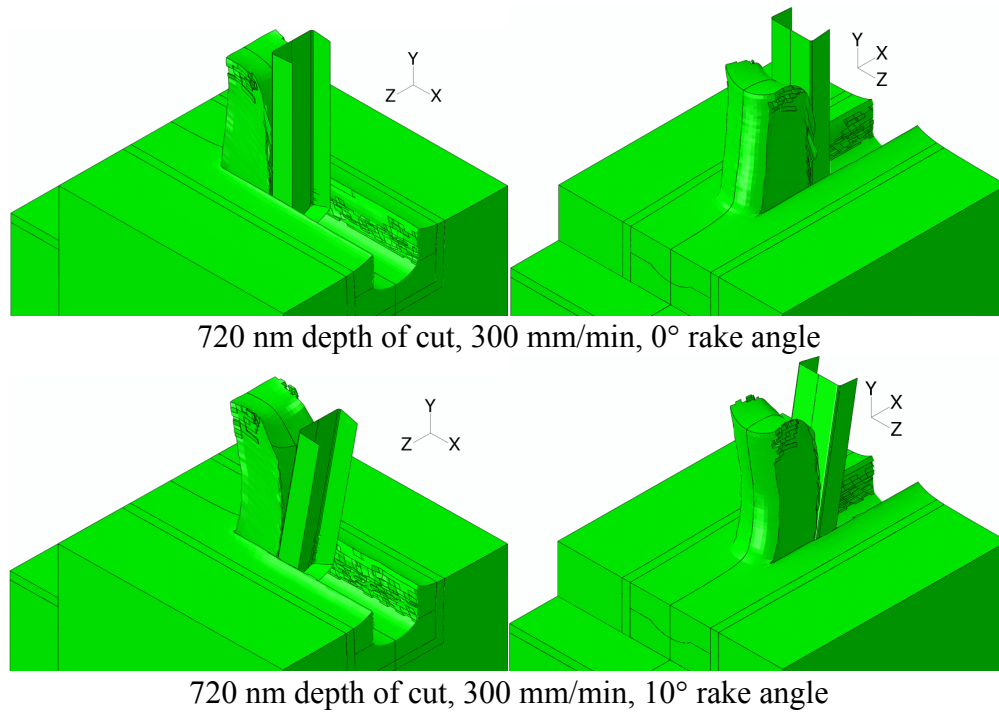 Y
Z X
Y
X
Z
720 nm depth of cut, 300 mm/min, 0° rake angle
Y
Z X
Y
X
Z
720 nm depth of cut, 300 mm/min, 10° rake angle